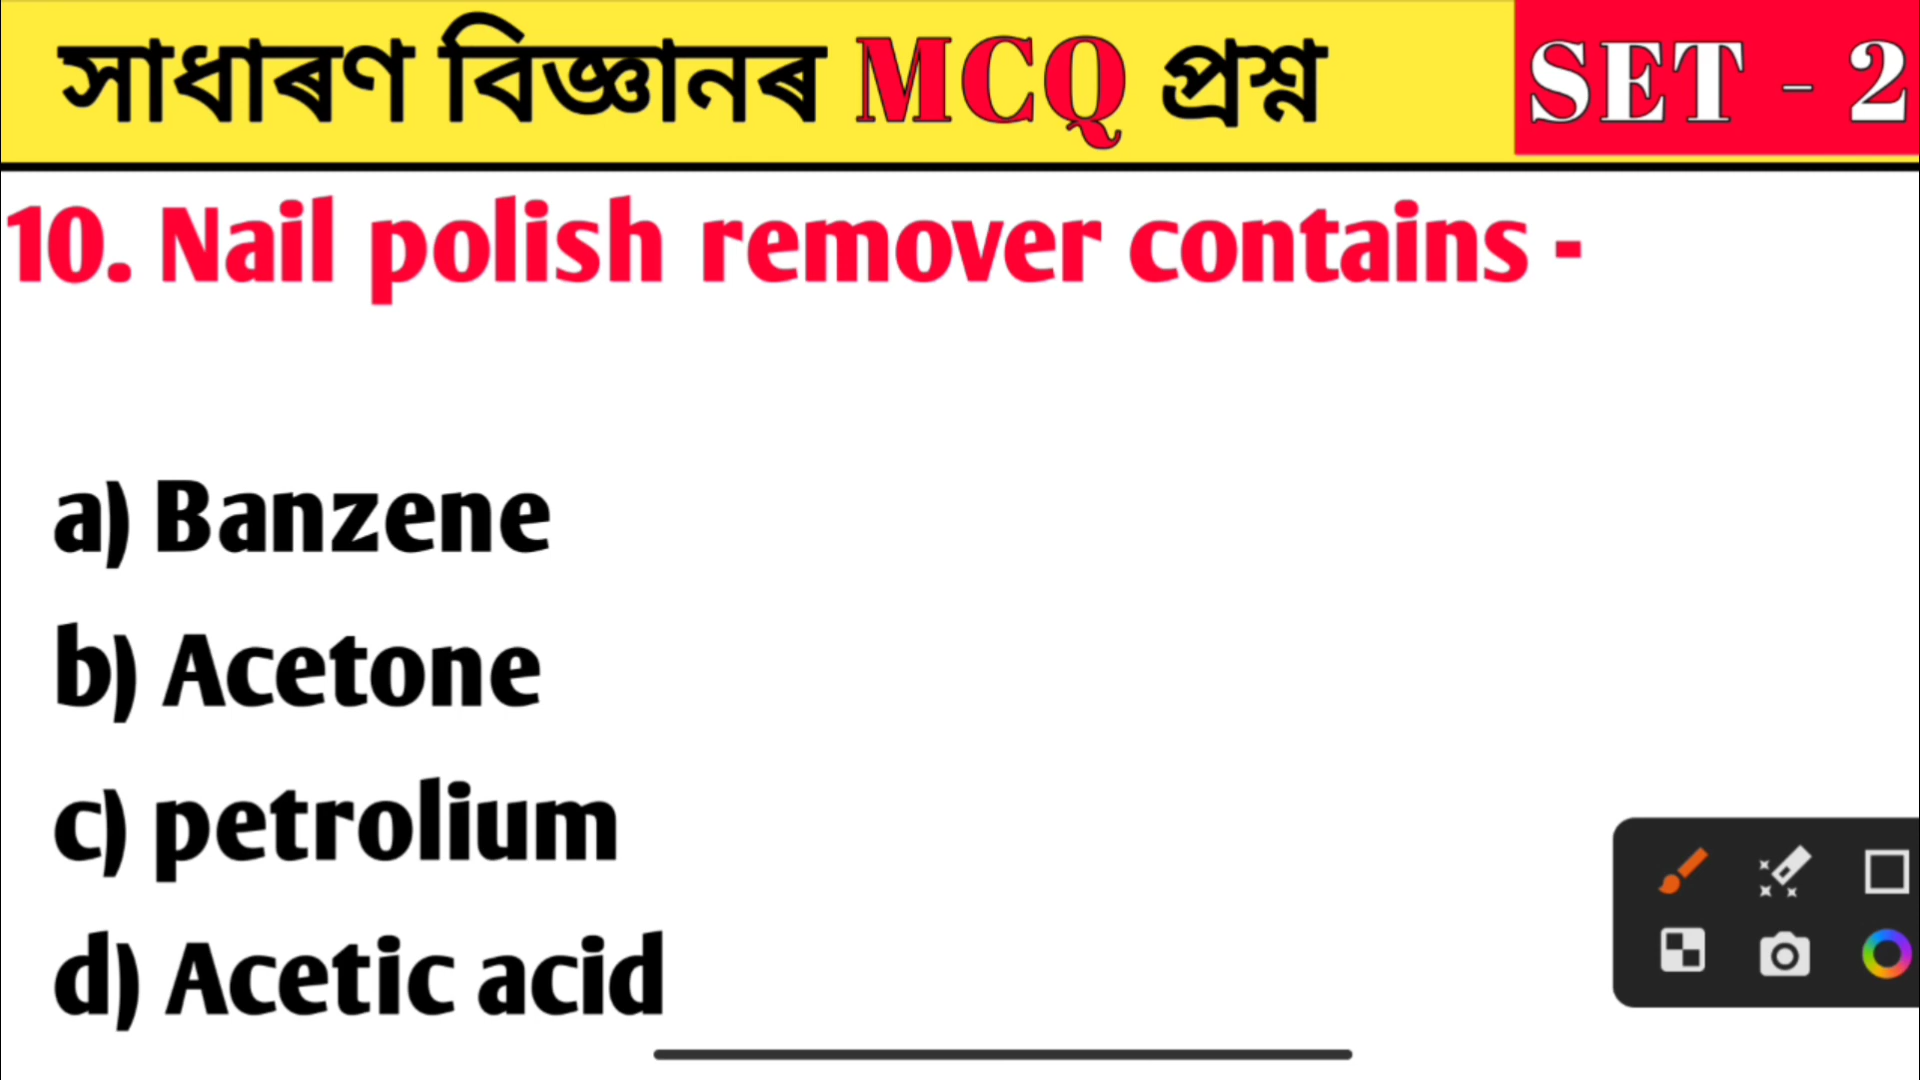 সাধাৰণ বিজ্ঞানৰ MCQ প্ৰশ্ন SET - 2
10. Nail polish remover contains -
a) Banzene
b) Acetone
c) petrolium
d) Acetic acid